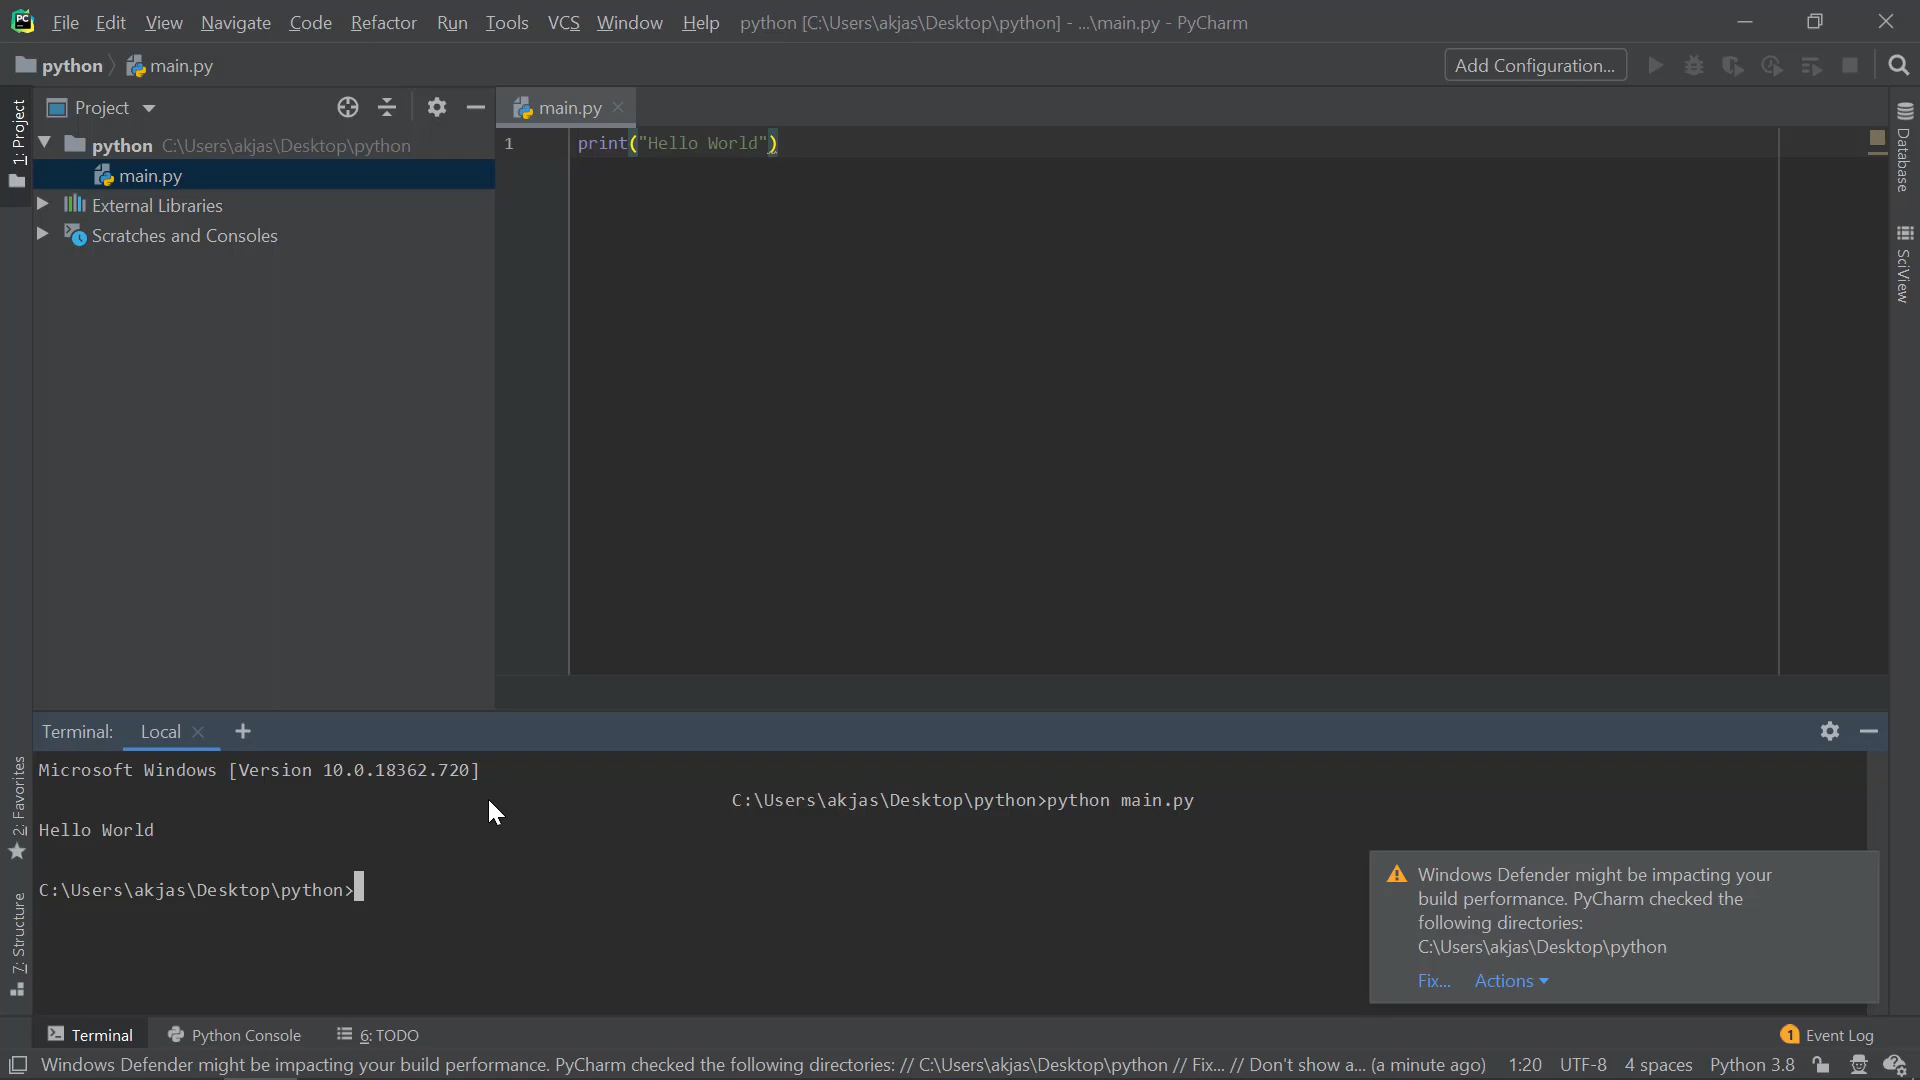 File Edit View Navigate Code Refactor Run Tools VCS Window Help python [C:\Users\akjas\Desktop\python] - ...\main.py - PyCharm
python main.py Add Configuration...
1: Project
Project
main.py
python C:\Users\akjas\Desktop\python
main.py
External Libraries
Scratches and Consoles
1 print("Hello World")
Database
SciView
Terminal: Local
Microsoft Windows [Version 10.0.18362.720]
C:\Users\akjas\Desktop\python>python main.py
Hello World
C:\Users\akjas\Desktop\python>
2: Favorites
7: Structure
Windows Defender might be impacting your
build performance. PyCharm checked the
following directories:
C:\Users\akjas\Desktop\python
Fix... Actions
Terminal Python Console 6: TODO 1 Event Log
Windows Defender might be impacting your build performance. PyCharm checked the following directories: // C:\Users\akjas\Desktop\python // Fix... // Don't show a... (a minute ago) 1:20 UTF-8 4 spaces Python 3.8